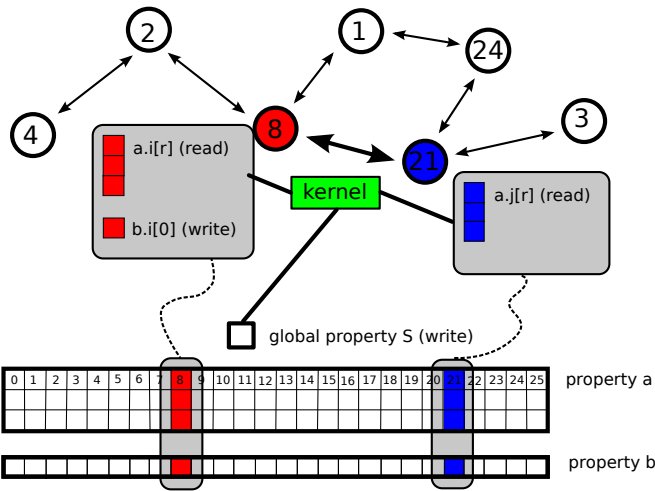 2
1
24
4
8
21
3
a.i[r] (read)
b.i[0] (write)
kernel
a.j[r] (read)
global property S (write)
0 1 2 3 4 5 6 7 8 9 10 11 12 13 14 15 16 17 18 19 20 21 22 23 24 25
property a
property b